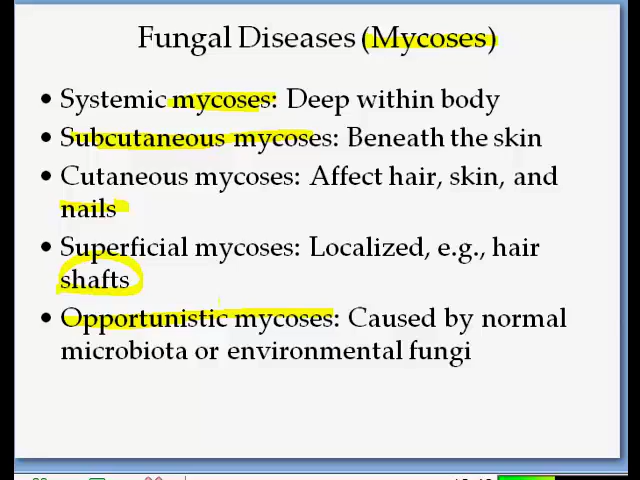 Fungal Diseases (Mycoses)
• Systemic mycoses: Deep within body
• Subcutaneous mycoses: Beneath the skin
• Cutaneous mycoses: Affect hair, skin, and
nails
• Superficial mycoses: Localized, e.g., hair
shafts
• Opportunistic mycoses: Caused by normal
microbiota or environmental fungi